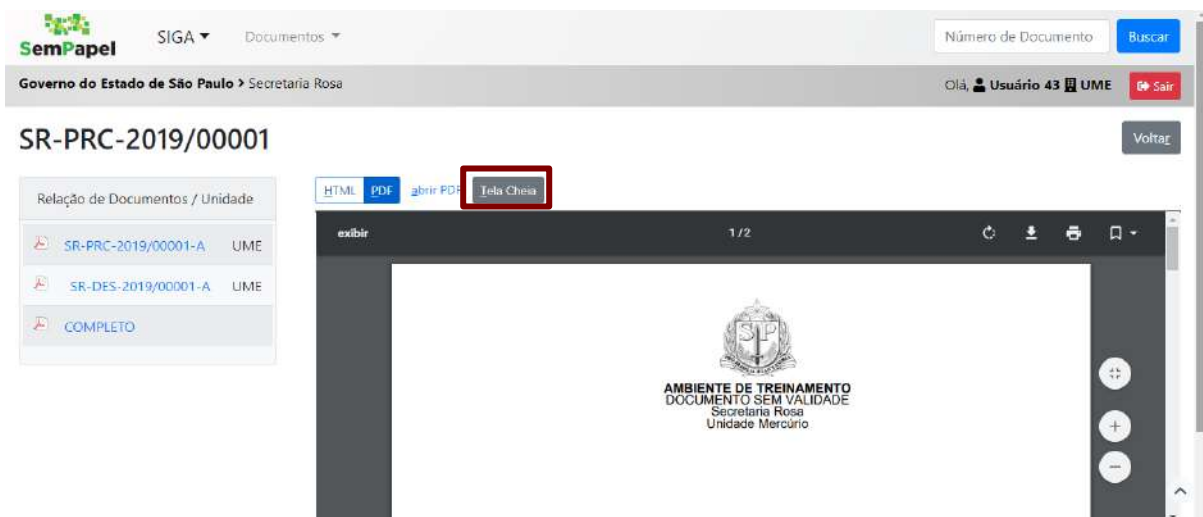 SemPapel
SIGA
Documentos
Número de Documento
Buscar
Governo do Estado de São Paulo > Secretaria Rosa
Olá, Usuário 43 UME
Sair
SR-PRC-2019/00001
Voltar
Relação de Documentos / Unidade
SR-PRC-2019/00001-A UME
SR-DES-2019/00001-A UME
COMPLETO
HTML PDF abrir PDF Tela Cheia
exibir 1 / 2
SP
AMBIENTE DE TREINAMENTO
DOCUMENTO SEM VALIDADE
Secretaria Rosa
Unidade Mercúrio